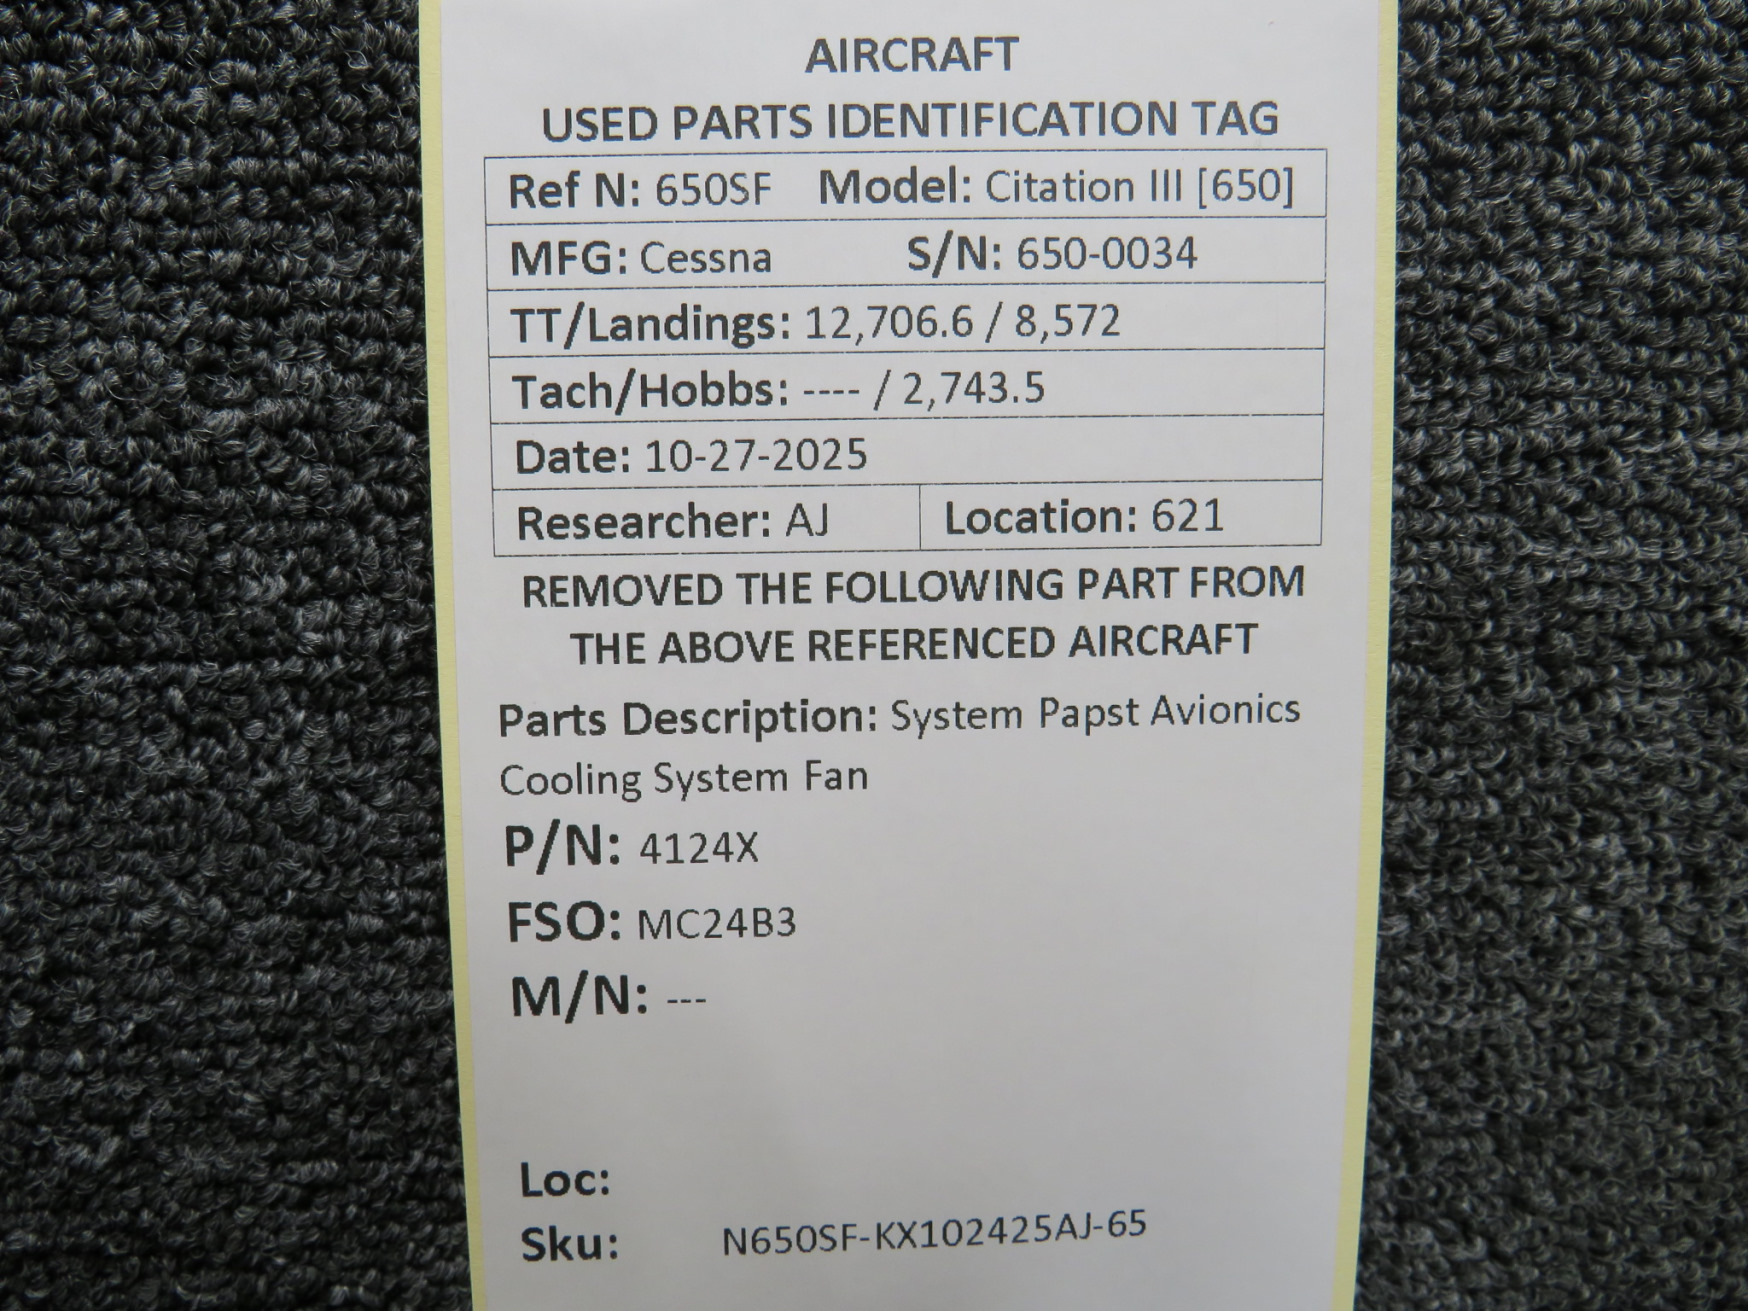 AIRCRAFT
USED PARTS IDENTIFICATION TAG
Ref N: 650SF Model: Citation III [650]
MFG: Cessna S/N: 650-0034
TT/Landings: 12,706.6 / 8,572
Tach/Hobbs: ---- / 2,743.5
Date: 10-27-2025
Researcher: AJ Location: 621
REMOVED THE FOLLOWING PART FROM
THE ABOVE REFERENCED AIRCRAFT
Parts Description: System Papst Avionics
Cooling System Fan
P/N: 4124X
FSO: MC24B3
M/N: ---
Loc:
Sku: N650SF-KX102425AJ-65